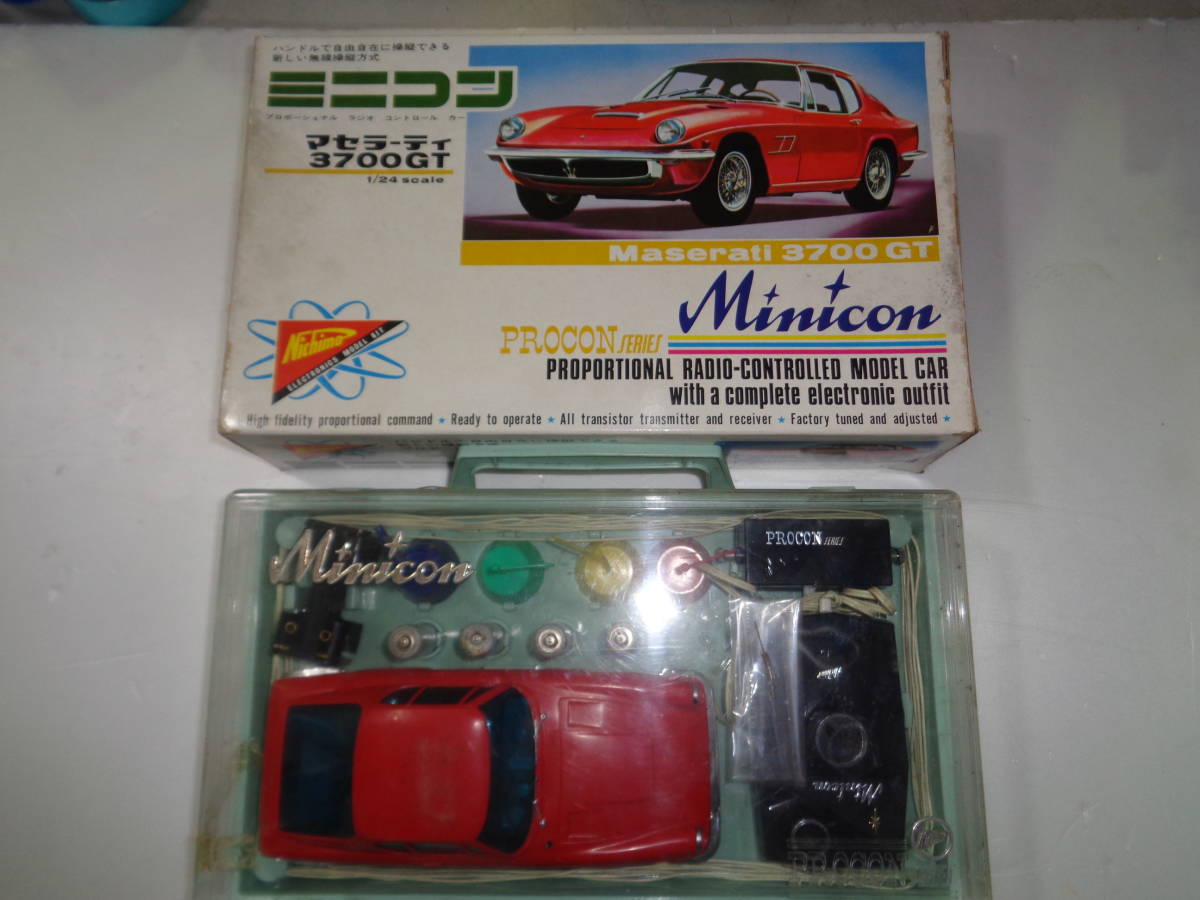 ハンドルで自由自在に操縦できる
新しい無線操縦方式
ミニコン
プロポーショナル ラジオ コントロール カー
マセラーティ
3700GT
1/24 scale
Maserati 3700 GT
Minicon
PROCON SERIES
PROPORTIONAL RADIO-CONTROLLED MODEL CAR
with a complete electronic outfit
Nichimo
ELECTRONICS MODEL KIT
High fidelity proportional command ★ Ready to operate ★ All transistor transmitter and receiver ★ Factory tuned and adjusted ★
Minicon
PROCON SERIES
Minicon
PROCON